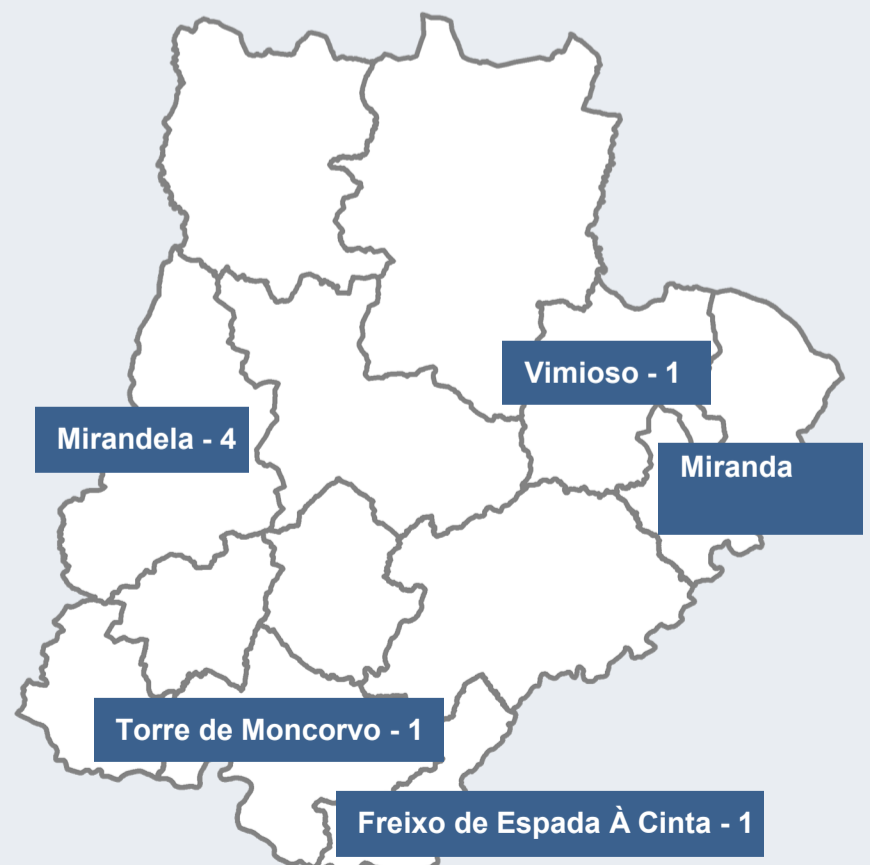 Vimioso - 1
Mirandela - 4
Miranda
Torre de Moncorvo - 1
Freixo de Espada À Cinta - 1